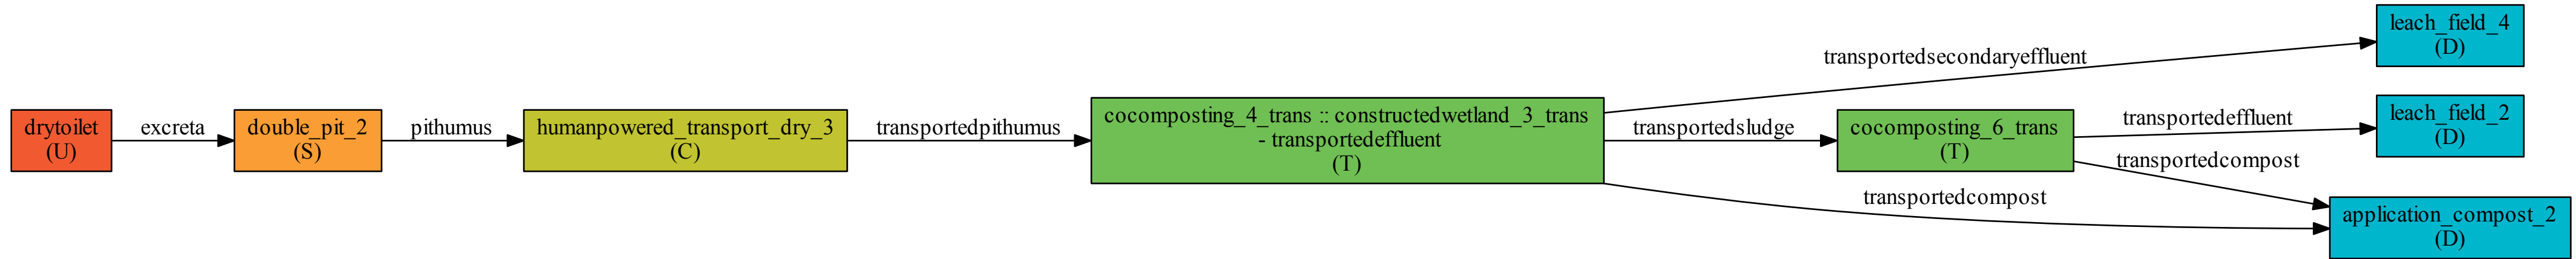 drytoilet
(U)
excreta
double_pit_2
(S)
pithumus
humanpowered_transport_dry_3
(C)
transportedpithumus
cocomposting_4_trans :: constructedwetland_3_trans
- transportedeffluent
(T)
transportedsecondaryeffluent
transportedsludge
transportedcompost
cocomposting_6_trans
(T)
transportedeffluent
transportedcompost
leach_field_4
(D)
leach_field_2
(D)
application_compost_2
(D)